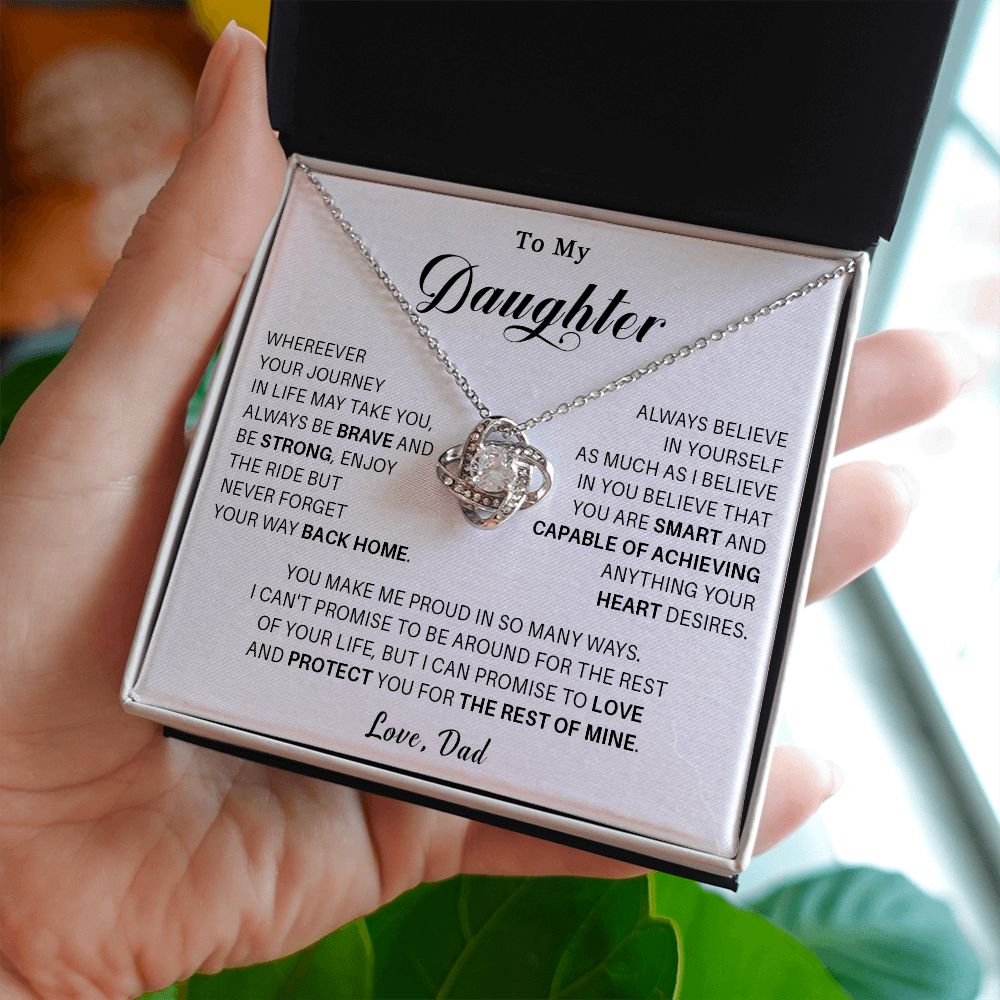 To My
Daughter
WHEREEVER
YOUR JOURNEY
IN LIFE MAY TAKE YOU,
ALWAYS BE BRAVE AND
BE STRONG, ENJOY
THE RIDE BUT
NEVER FORGET
YOUR WAY BACK HOME.
ALWAYS BELIEVE
IN YOURSELF
AS MUCH AS I BELIEVE
IN YOU BELIEVE THAT
YOU ARE SMART AND
CAPABLE OF ACHIEVING
ANYTHING YOUR
HEART DESIRES.
YOU MAKE ME PROUD IN SO MANY WAYS.
I CAN'T PROMISE TO BE AROUND FOR THE REST
OF YOUR LIFE, BUT I CAN PROMISE TO LOVE
AND PROTECT YOU FOR THE REST OF MINE.
Love, Dad